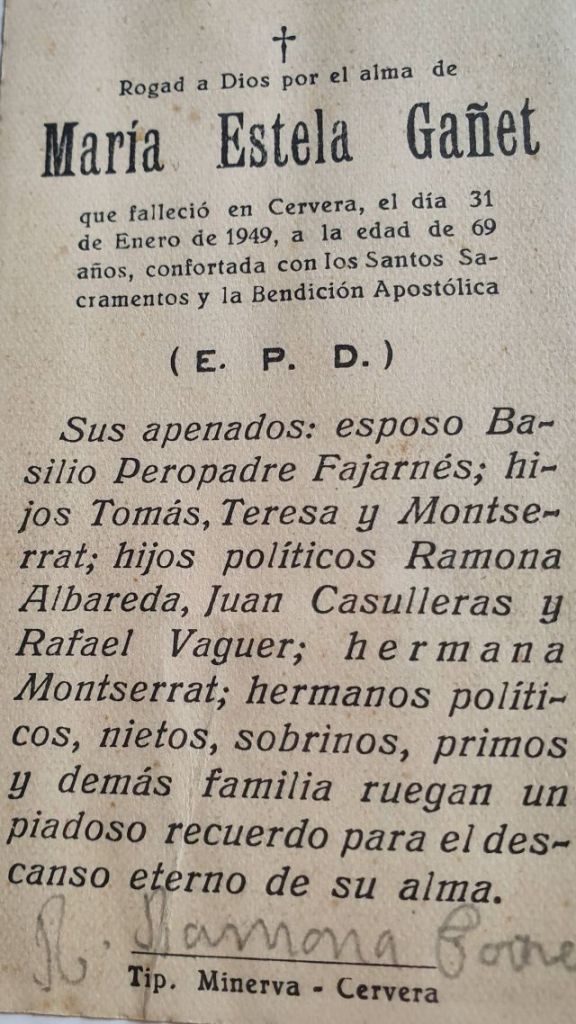 †
Rogad a Dios por el alma de
María Estela Gañet
que falleció en Cervera, el día 31
de Enero de 1949, a la edad de 69
años, confortada con los Santos Sa-
cramentos y la Bendición Apostólica
( E. P. D. )
Sus apenados: esposo Ba-
silio Peropadre Fajarnés; hi-
jos Tomás, Teresa y Montse-
rrat; hijos políticos Ramona
Albareda, Juan Casulleras y
Rafael Vaguer; hermana
Montserrat; hermanos políti-
cos, nietos, sobrinos, primos
y demás familia ruegan un
piadoso recuerdo para el des-
canso eterno de su alma.
R. Ramona
Tip. Minerva - Cervera